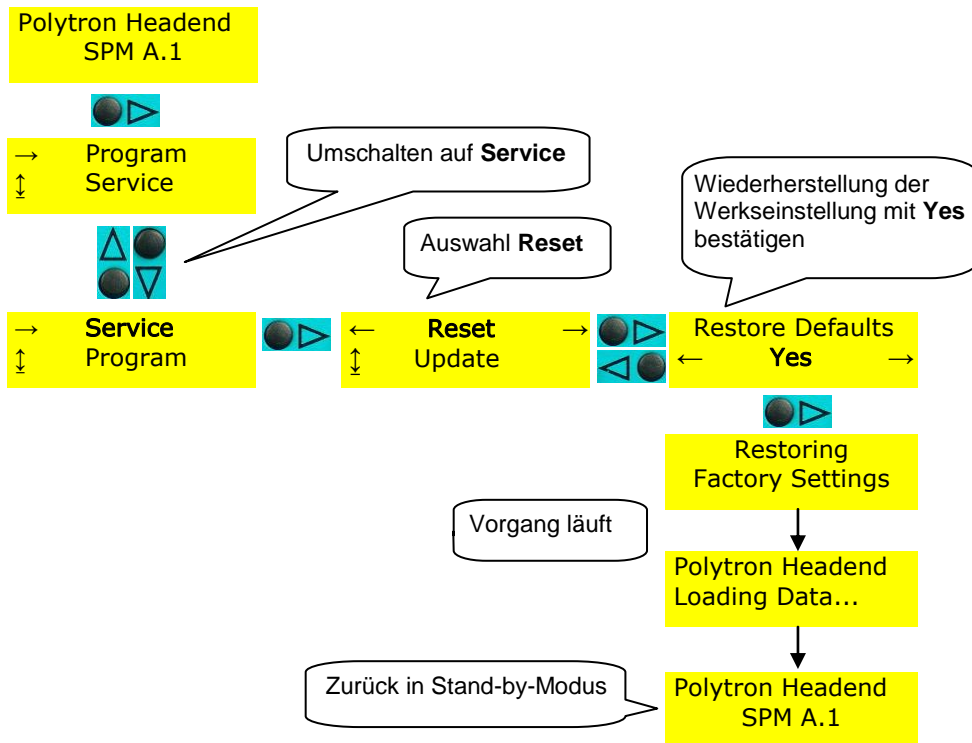 Polytron Headend
SPM A.1
→ Program
↨ Service
Umschalten auf Service
→ Service
↨ Program
Auswahl Reset
← Reset →
↨ Update
Wiederherstellung der
Werkseinstellung mit Yes
bestätigen
Restore Defaults
← Yes →
Restoring
Factory Settings
Vorgang läuft
Polytron Headend
Loading Data...
Zurück in Stand-by-Modus
Polytron Headend
SPM A.1